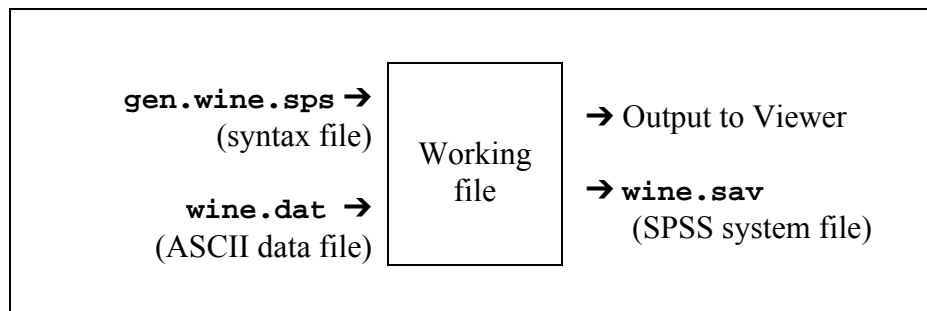 gen.wine.sps ➔
(syntax file)
wine.dat ➔
(ASCII data file)
Working
file
➔ Output to Viewer
➔ wine.sav
(SPSS system file)